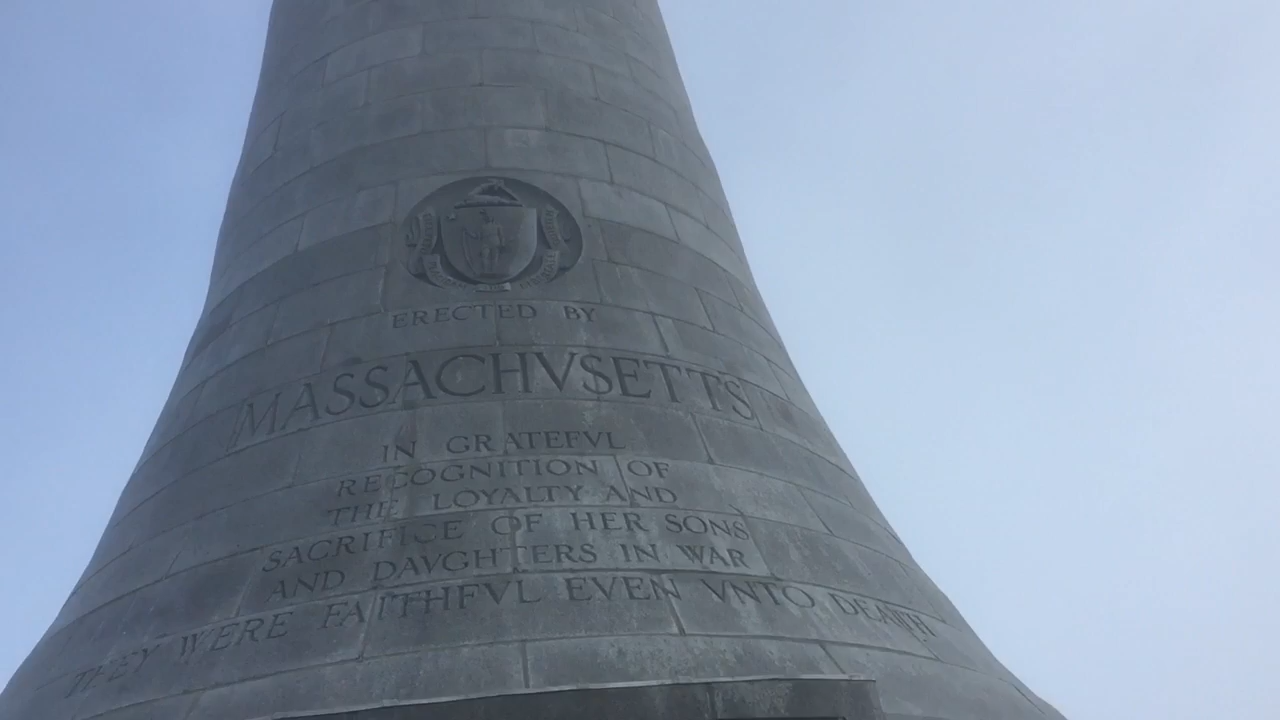 ERECTED BY
MASSACHVSETTS
IN GRATEFVL
RECOGNITION OF
THE LOYALTY AND
SACRIFICE OF HER SONS
AND DAVGHTERS IN WAR
THEY WERE FAITHFVL EVEN VNTO DEATH